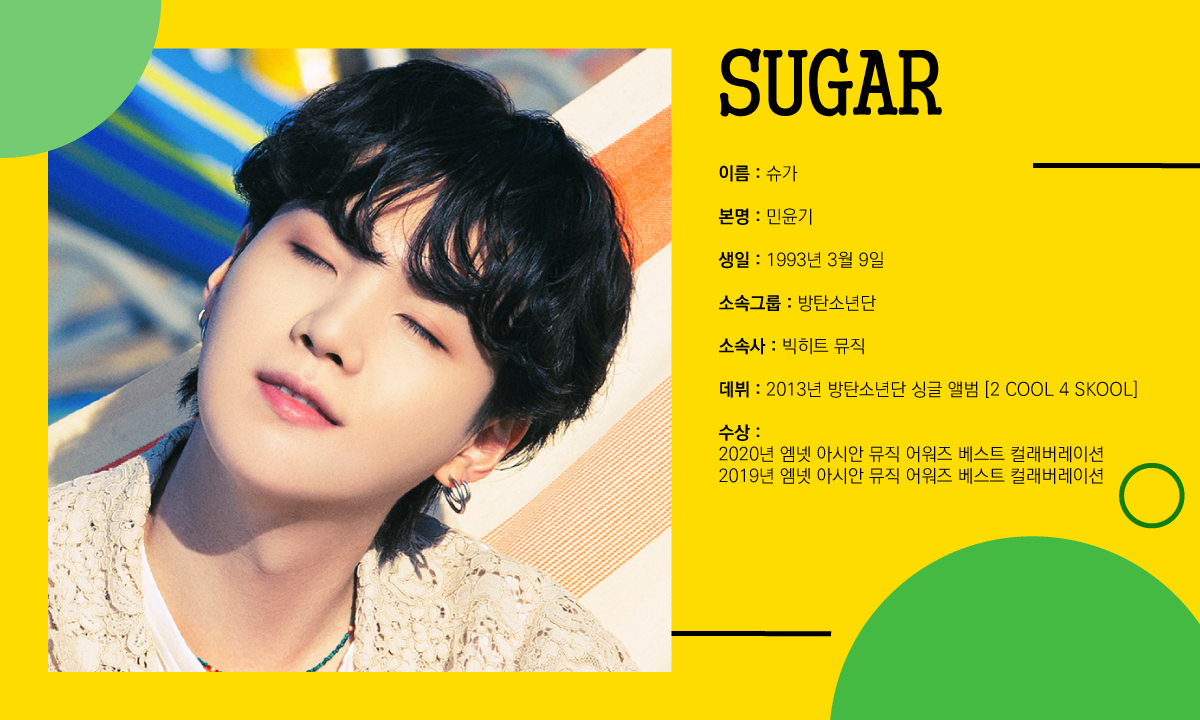 SUGAR
이름 : 슈가
본명 : 민윤기
생일 : 1993년 3월 9일
소속그룹 : 방탄소년단
소속사 : 빅히트 뮤직
데뷔 : 2013년 방탄소년단 싱글 앨범 [2 COOL 4 SKOOL]
수상 :
2020년 엠넷 아시안 뮤직 어워즈 베스트 컬래버레이션
2019년 엠넷 아시안 뮤직 어워즈 베스트 컬래버레이션